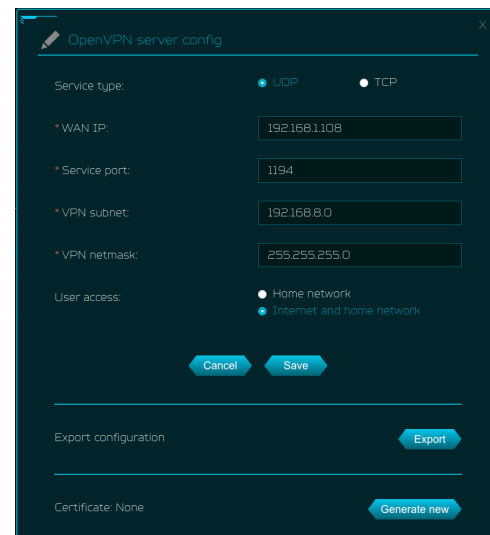 X
OpenVPN server config
Service type: UDP TCP
* WAN IP: 192.168.1.108
* Service port: 1194
* VPN subnet: 192.168.8.0
* VPN netmask: 255.255.255.0
User access: Home network
Internet and home network
Cancel Save
Export configuration Export
Certificate: None Generate new